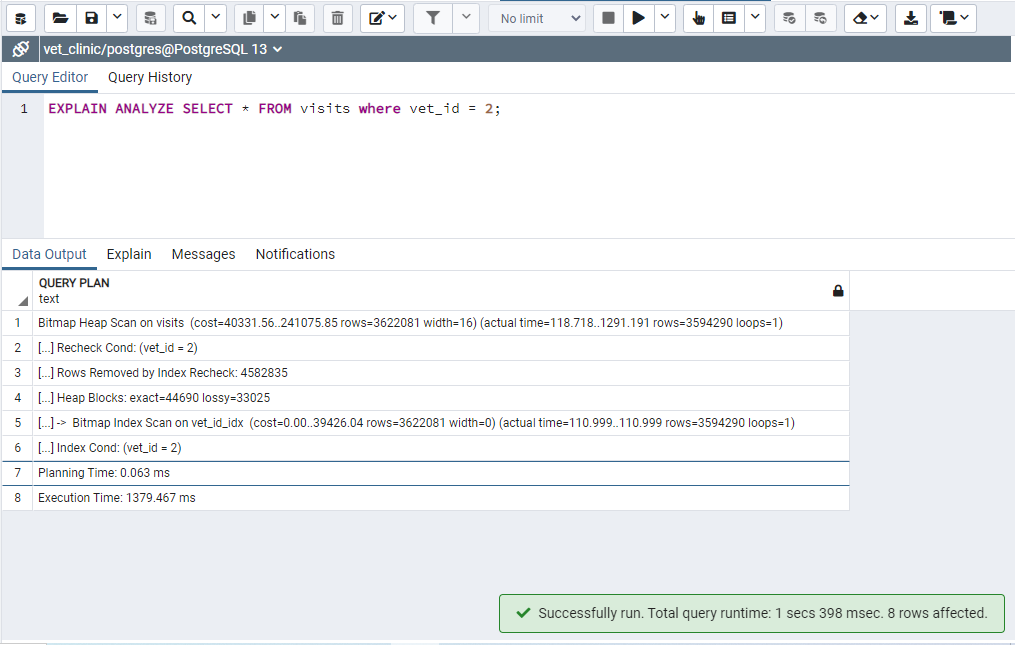 No limit
vet_clinic/postgres@PostgreSQL 13
Query Editor Query History
1 EXPLAIN ANALYZE SELECT * FROM visits where vet_id = 2;
Data Output Explain Messages Notifications
QUERY PLAN
text
1 Bitmap Heap Scan on visits (cost=40331.56..241075.85 rows=3622081 width=16) (actual time=118.718..1291.191 rows=3594290 loops=1)
2 [...] Recheck Cond: (vet_id = 2)
3 [...] Rows Removed by Index Recheck: 4582835
4 [...] Heap Blocks: exact=44690 lossy=33025
5 [...] -> Bitmap Index Scan on vet_id_idx (cost=0.00..39426.04 rows=3622081 width=0) (actual time=110.999..110.999 rows=3594290 loops=1)
6 [...] Index Cond: (vet_id = 2)
7 Planning Time: 0.063 ms
8 Execution Time: 1379.467 ms
Successfully run. Total query runtime: 1 secs 398 msec. 8 rows affected.